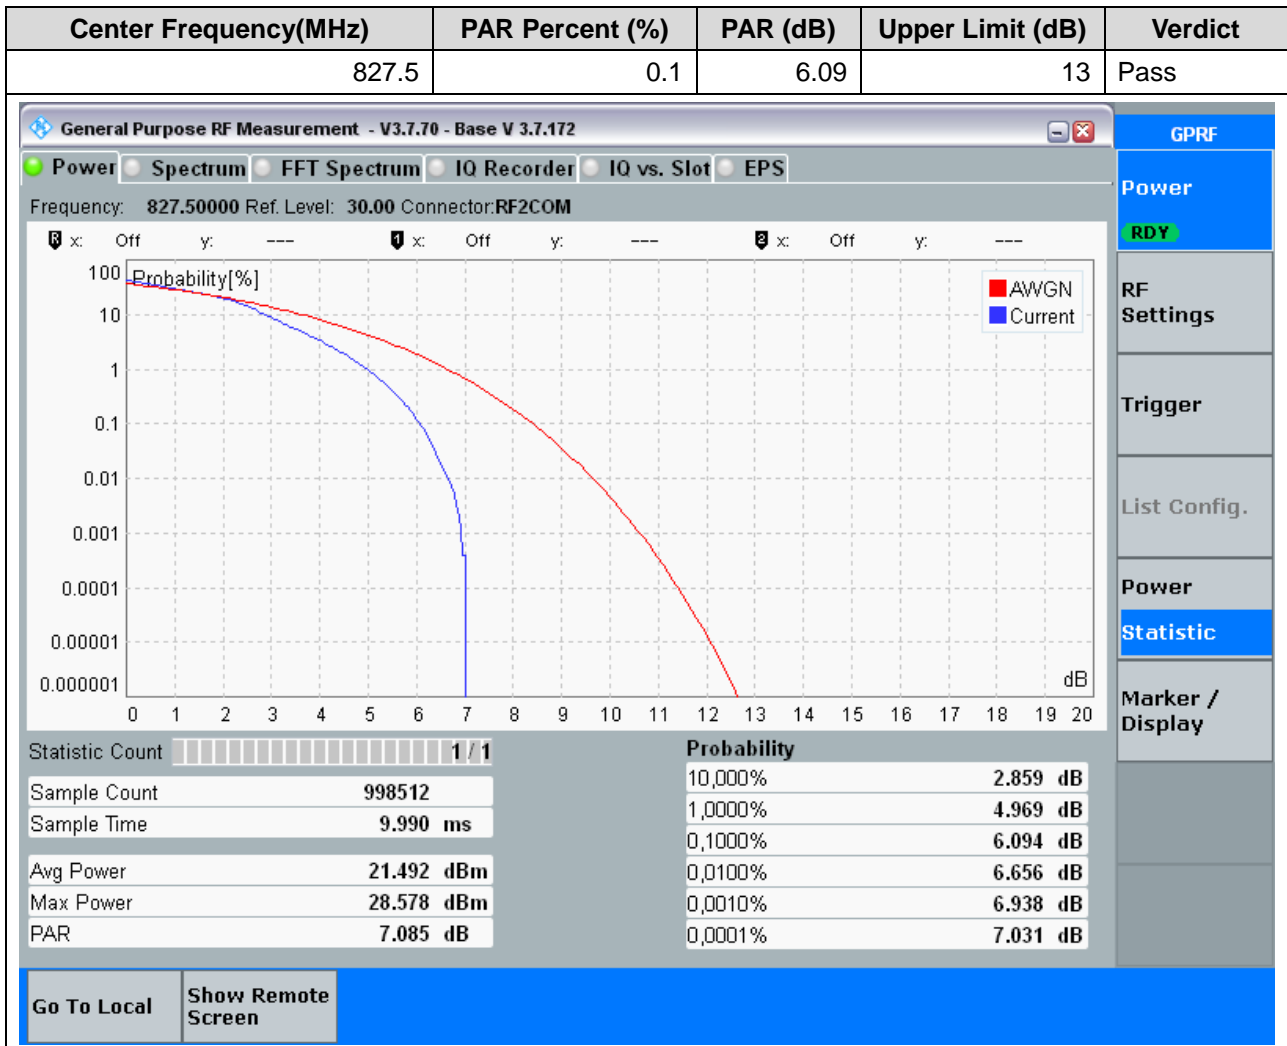 Center Frequency(MHz) PAR Percent (%) PAR (dB) Upper Limit (dB) Verdict
827.5 0.1 6.09 13 Pass
General Purpose RF Measurement - V3.7.70 - Base V 3.7.172
GPRF
Power Spectrum FFT Spectrum IQ Recorder IQ vs. Slot EPS
Power
RDY
Frequency: 827.50000 Ref. Level: 30.00 Connector:RF2COM
R x: Off y: --- 1 x: Off y: --- 2 x: Off y: ---
100 Probability[%]
AWGN
Current
10
1
0.1
0.01
0.001
0.0001
0.00001
0.000001
dB
0 1 2 3 4 5 6 7 8 9 10 11 12 13 14 15 16 17 18 19 20
RF
Settings
Trigger
List Config.
Power
Statistic
Marker /
Display
Statistic Count 1 / 1
Sample Count 998512
Sample Time 9.990 ms
Avg Power 21.492 dBm
Max Power 28.578 dBm
PAR 7.085 dB
Probability
10,000% 2.859 dB
1,0000% 4.969 dB
0,1000% 6.094 dB
0,0100% 6.656 dB
0,0010% 6.938 dB
0,0001% 7.031 dB
Go To Local
Show Remote
Screen